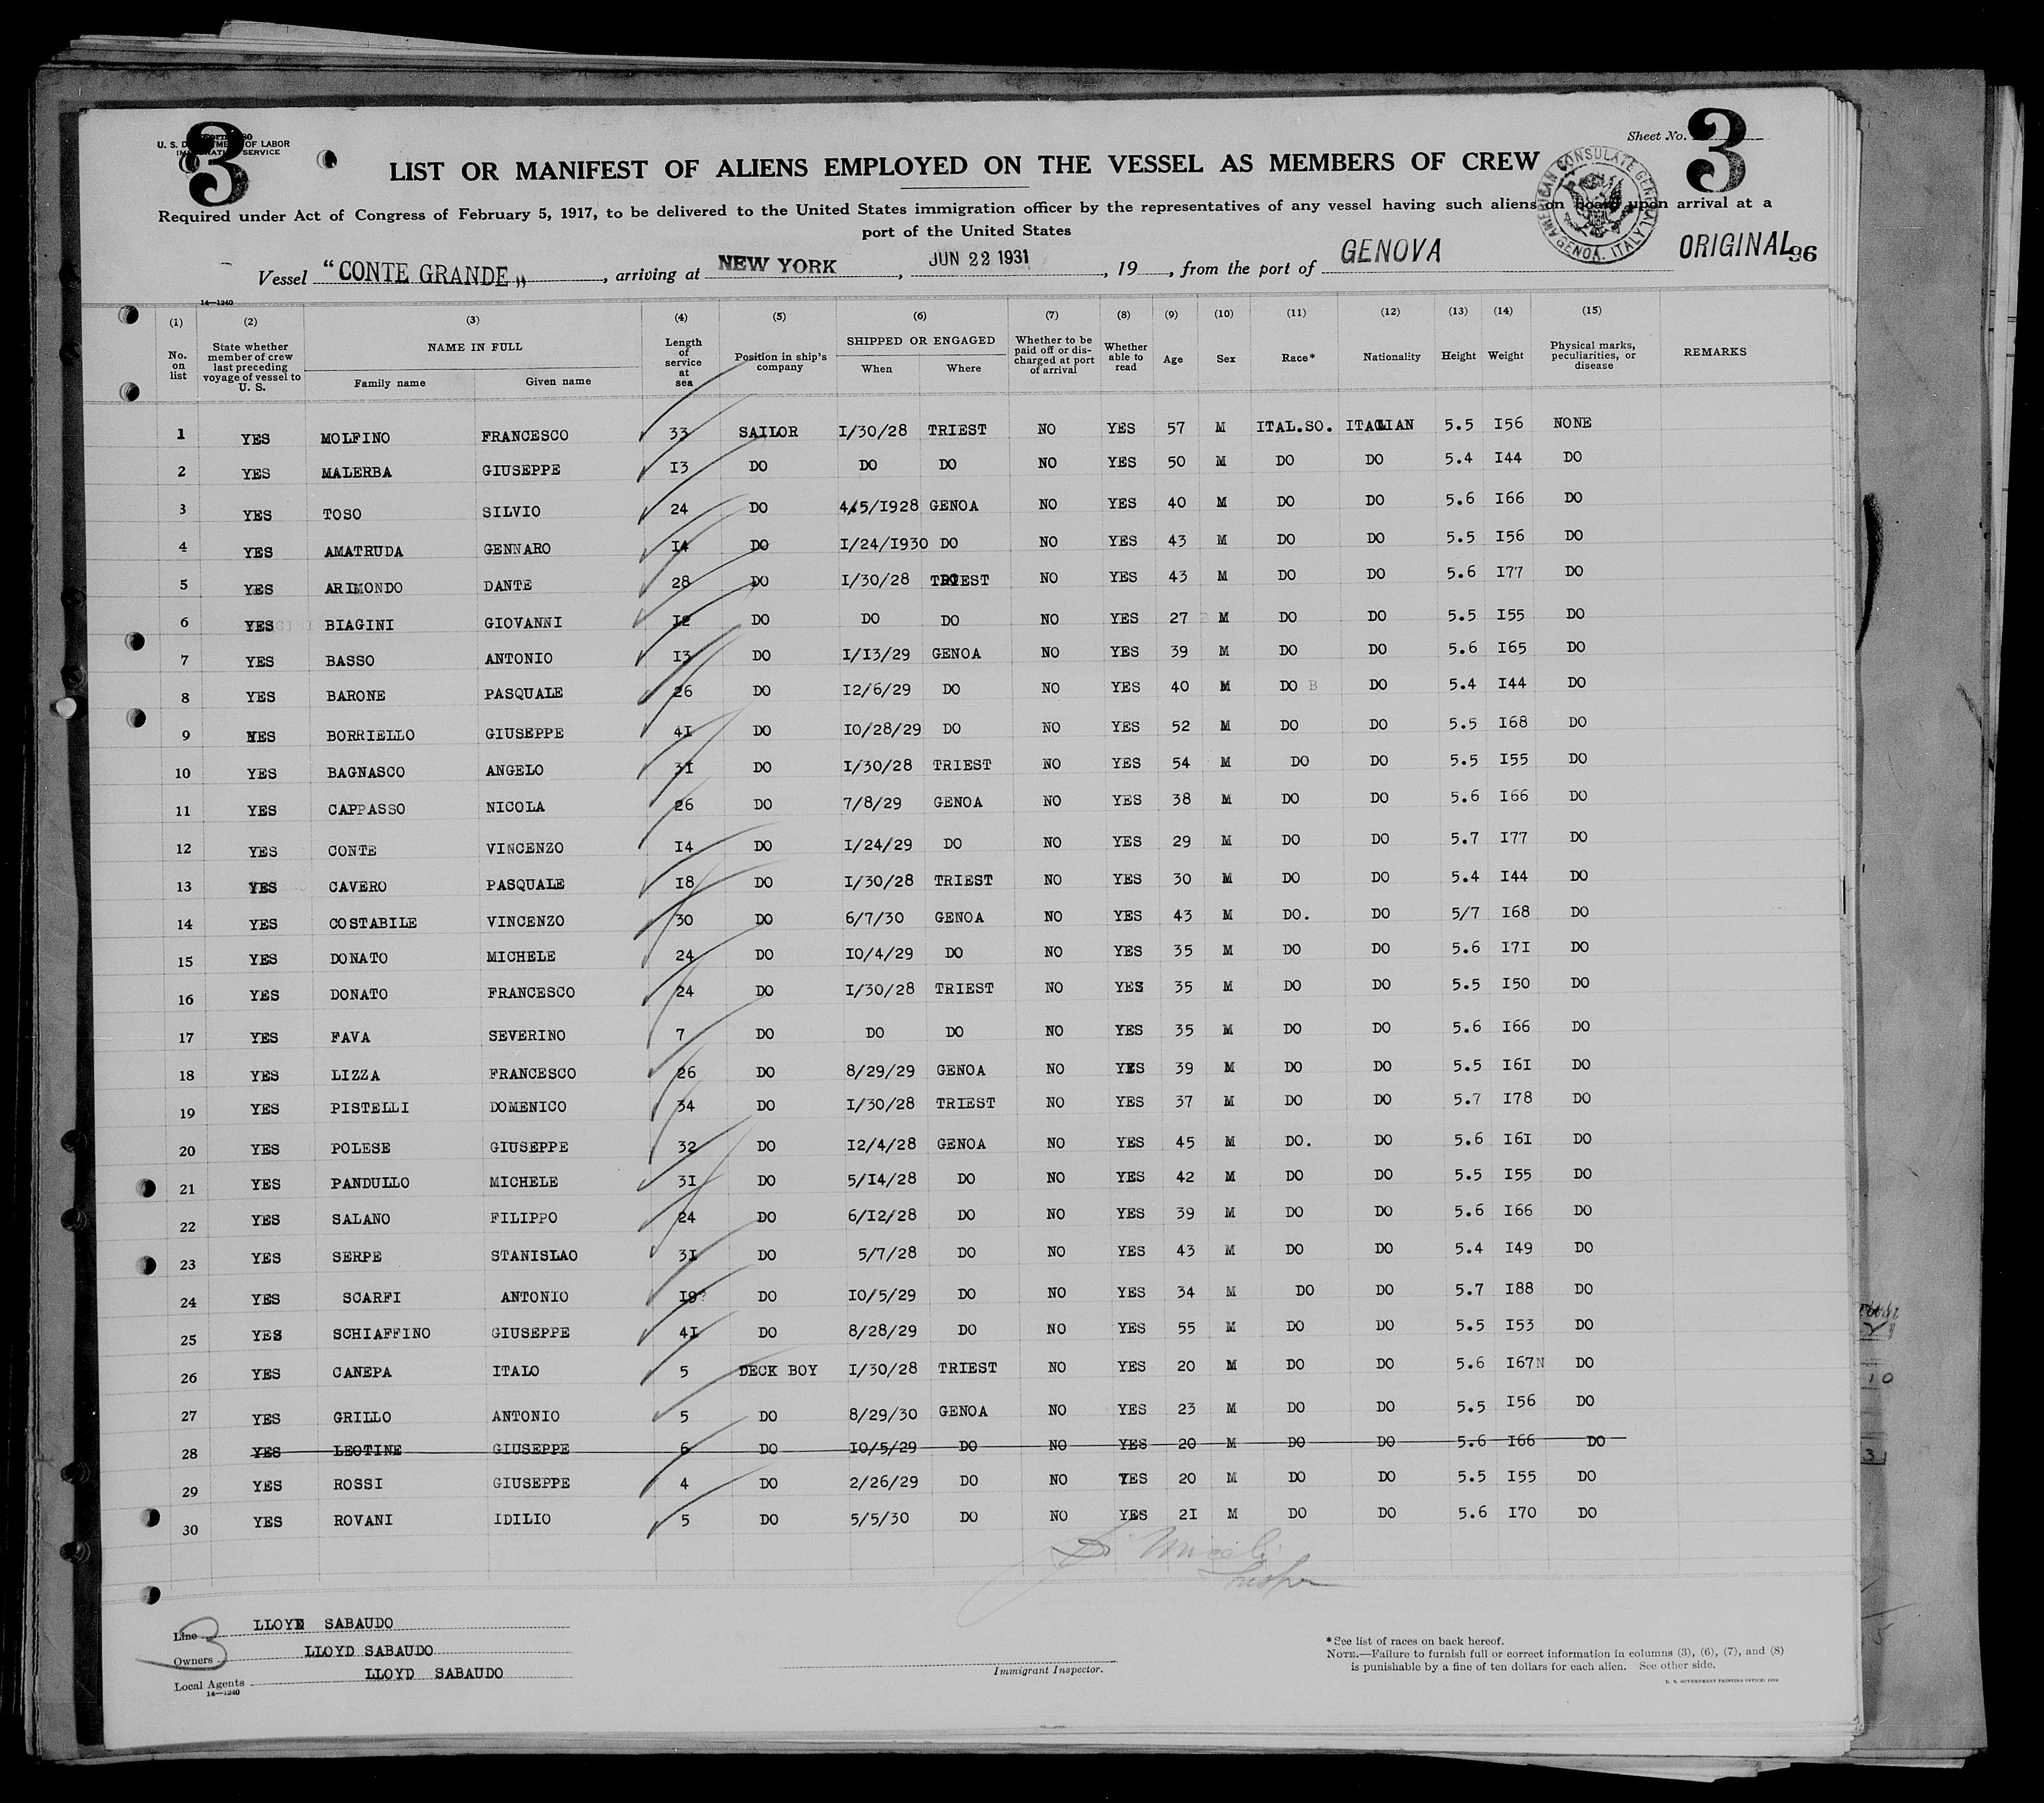 3
Form 680
U. S. DEPARTMENT OF LABOR
IMMIGRATION SERVICE
Sheet No. 3
LIST OR MANIFEST OF ALIENS EMPLOYED ON THE VESSEL AS MEMBERS OF CREW
AMERICAN CONSULATE GENERAL GENOA, ITALY
Required under Act of Congress of February 5, 1917, to be delivered to the United States immigration officer by the representatives of any vessel having such aliens on board upon arrival at a
port of the United States
Vessel "CONTE GRANDE", arriving at NEW YORK, JUN 22 1931, 19, from the port of GENOVA ORIGINAL 96
14—1240
(1) (2) (3) (4) (5) (6) (7) (8) (9) (10) (11) (12) (13) (14) (15)
No. on list State whether member of crew last preceding voyage of vessel to U. S. NAME IN FULL Family name Given name Length of service at sea Position in ship's company SHIPPED OR ENGAGED When Where Whether to be paid off or discharged at port of arrival Whether able to read Age Sex Race* Nationality Height Weight Physical marks, peculiarities, or disease REMARKS
1 YES MOLFINO FRANCESCO 33 SAILOR I/30/28 TRIEST NO YES 57 M ITAL.SO. ITALIAN 5.5 I56 NONE
2 YES MALERBA GIUSEPPE I3 DO DO DO NO YES 50 M DO DO 5.4 I44 DO
3 YES TOSO SILVIO 24 DO 4/5/I928 GENOA NO YES 40 M DO DO 5.6 I66 DO
4 YES AMATRUDA GENNARO I4 DO I/24/I930 DO NO YES 43 M DO DO 5.5 I56 DO
5 YES ARIMONDO DANTE 28 DO I/30/28 TRIEST NO YES 43 M DO DO 5.6 I77 DO
6 YES BIAGINI GIOVANNI I2 DO DO DO NO YES 27 M DO DO 5.5 I55 DO
7 YES BASSO ANTONIO I3 DO I/I3/29 GENOA NO YES 39 M DO DO 5.6 I65 DO
8 YES BARONE PASQUALE 26 DO I2/6/29 DO NO YES 40 M DO B DO 5.4 I44 DO
9 YES BORRIELLO GIUSEPPE 4I DO I0/28/29 DO NO YES 52 M DO DO 5.5 I68 DO
10 YES BAGNASCO ANGELO 3I DO I/30/28 TRIEST NO YES 54 M DO DO 5.5 I55 DO
11 YES CAPPASSO NICOLA 26 DO 7/8/29 GENOA NO YES 38 M DO DO 5.6 I66 DO
12 YES CONTE VINCENZO I4 DO I/24/29 DO NO YES 29 M DO DO 5.7 I77 DO
13 YES CAVERO PASQUALE I8 DO I/30/28 TRIEST NO YES 30 M DO DO 5.4 I44 DO
14 YES COSTABILE VINCENZO 30 DO 6/7/30 GENOA NO YES 43 M DO. DO 5/7 I68 DO
15 YES DONATO MICHELE 24 DO I0/4/29 DO NO YES 35 M DO DO 5.6 I7I DO
16 YES DONATO FRANCESCO 24 DO I/30/28 TRIEST NO YES 35 M DO DO 5.5 I50 DO
17 YES FAVA SEVERINO 7 DO DO DO NO YES 35 M DO DO 5.6 I66 DO
18 YES LIZZA FRANCESCO 26 DO 8/29/29 GENOA NO YES 39 M DO DO 5.5 I6I DO
19 YES PISTELLI DOMENICO 34 DO I/30/28 TRIEST NO YES 37 M DO DO 5.7 I78 DO
20 YES POLESE GIUSEPPE 32 DO I2/4/28 GENOA NO YES 45 M DO. DO 5.6 I6I DO
21 YES PANDULLO MICHELE 3I DO 5/I4/28 DO NO YES 42 M DO DO 5.5 I55 DO
22 YES SALANO FILIPPO 24 DO 6/I2/28 DO NO YES 39 M DO DO 5.6 I66 DO
23 YES SERPE STANISLAO 3I DO 5/7/28 DO NO YES 43 M DO DO 5.4 I49 DO
24 YES SCARFI ANTONIO I9 DO I0/5/29 DO NO YES 34 M DO DO 5.7 I88 DO
25 YES SCHIAFFINO GIUSEPPE 4I DO 8/28/29 DO NO YES 55 M DO DO 5.5 I53 DO
26 YES CANEPA ITALO 5 DECK BOY I/30/28 TRIEST NO YES 20 M DO DO 5.6 I67N DO
27 YES GRILLO ANTONIO 5 DO 8/29/30 GENOA NO YES 23 M DO DO 5.5 I56 DO
28 YES LEOTINE GIUSEPPE 6 DO I0/5/29 DO NO YES 20 M DO DO 5.6 I66 DO
29 YES ROSSI GIUSEPPE 4 DO 2/26/29 DO NO YES 20 M DO DO 5.5 I55 DO
30 YES ROVANI IDILIO 5 DO 5/5/30 DO NO YES 2I M DO DO 5.6 I70 DO
Line LLOYD SABAUDO
Owners LLOYD SABAUDO
Local Agents LLOYD SABAUDO
3
14—1240
Immigrant Inspector.
*See list of races on back hereof.
NOTE.—Failure to furnish full or correct information in columns (3), (6), (7), and (8)
is punishable by a fine of ten dollars for each alien. See other side.